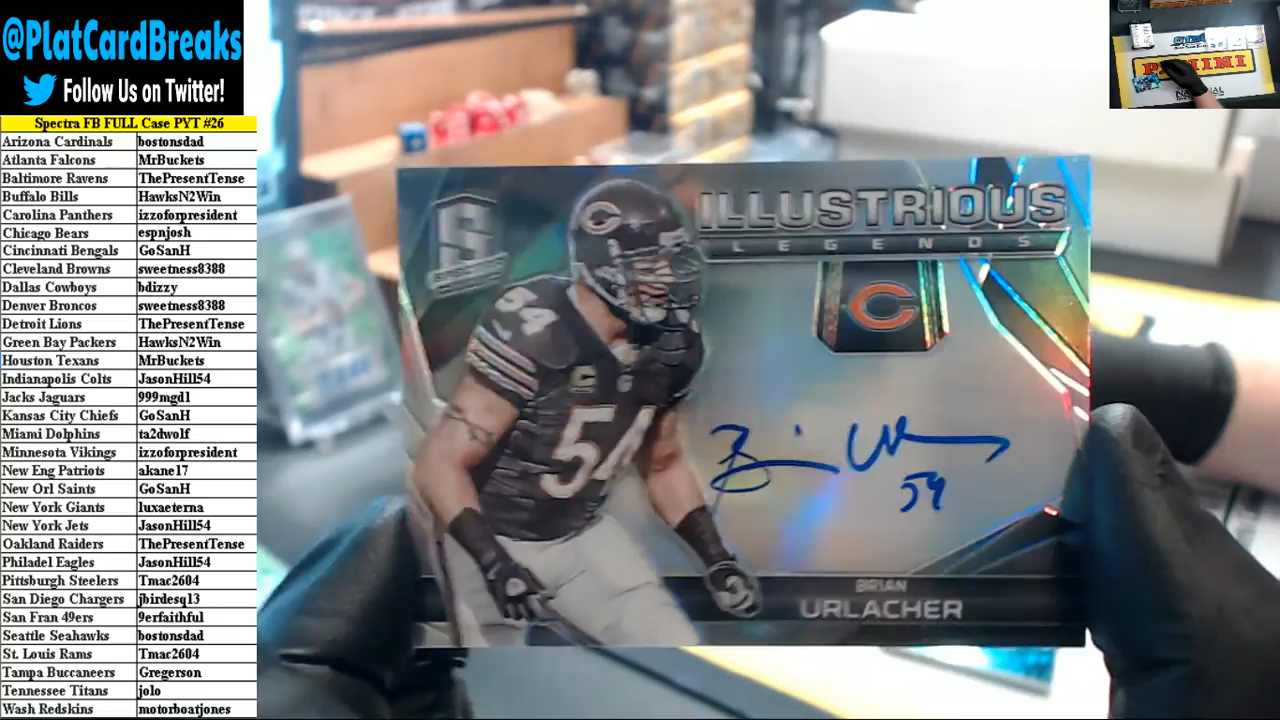 @PlatCardBreaks
Follow Us on Twitter!
Spectra FB FULL Case PYT #26
Arizona Cardinals bostonsdad
Atlanta Falcons MrBuckets
Baltimore Ravens ThePresentTense
Buffalo Bills HawksN2Win
Carolina Panthers izzoforpresident
Chicago Bears espnjosh
Cincinnati Bengals GoSanH
Cleveland Browns sweetness8388
Dallas Cowboys bdizzy
Denver Broncos sweetness8388
Detroit Lions ThePresentTense
Green Bay Packers HawksN2Win
Houston Texans MrBuckets
Indianapolis Colts JasonHill54
Jacks Jaguars 999mgd1
Kansas City Chiefs GoSanH
Miami Dolphins ta2dwolf
Minnesota Vikings izzoforpresident
New Eng Patriots akane17
New Orl Saints GoSanH
New York Giants luxaeterna
New York Jets JasonHill54
Oakland Raiders ThePresentTense
Philadel Eagles JasonHill54
Pittsburgh Steelers Tmac2604
San Diego Chargers jbirdesq13
San Fran 49ers 9erfaithful
Seattle Seahawks bostonsdad
St. Louis Rams Tmac2604
Tampa Buccaneers Gregerson
Tennessee Titans jolo
Wash Redskins motorboatjones
ILLUSTRIOUS
LEGENDS
S
C
C
54
C
54
54
BRIAN
URLACHER
PANINI